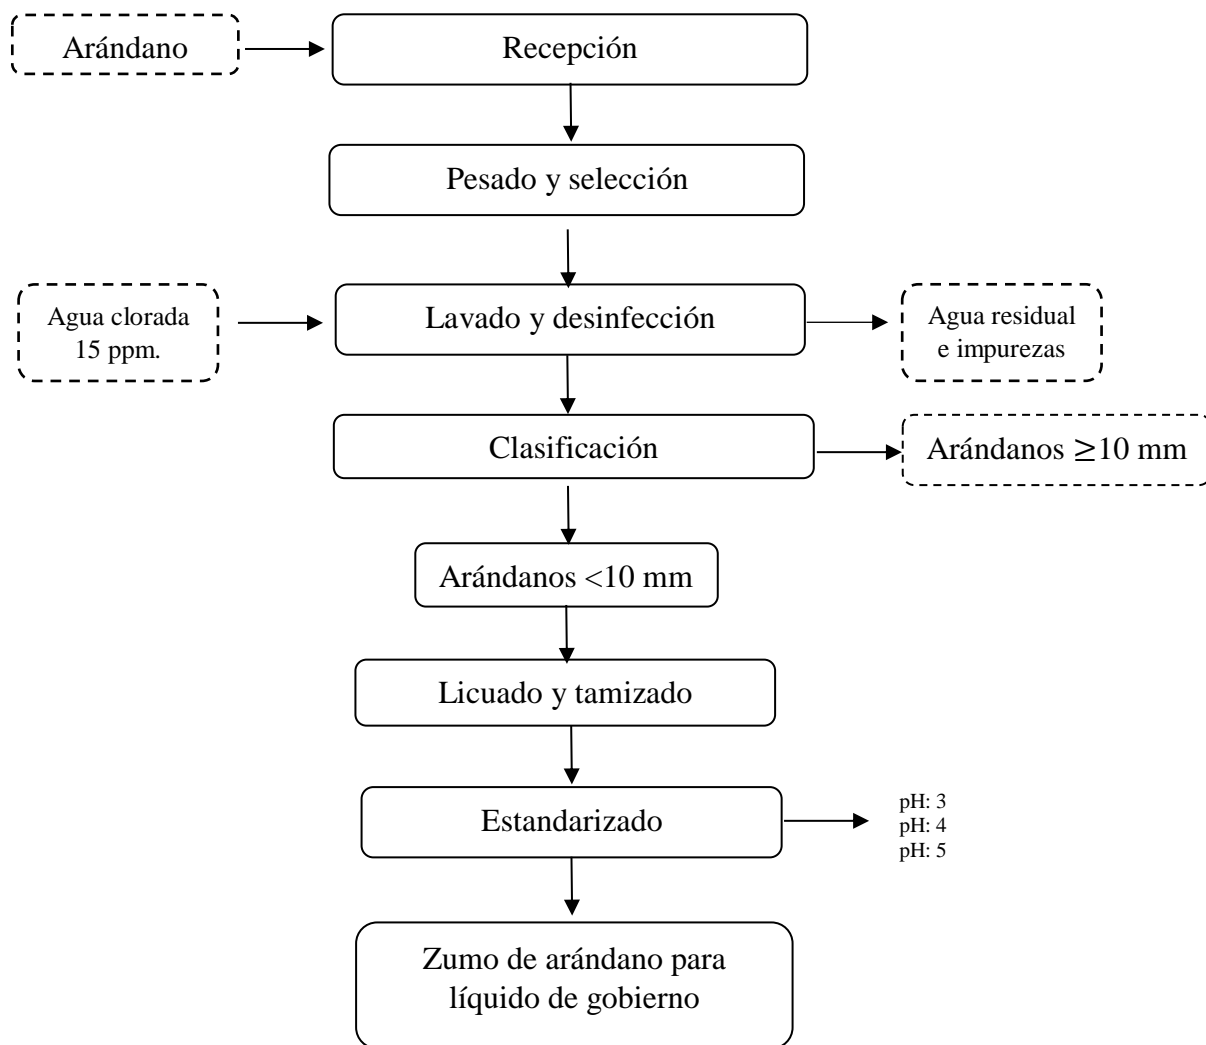 Arándano
Recepción
Pesado y selección
Agua clorada
15 ppm.
Lavado y desinfección
Agua residual
e impurezas
Clasificación
Arándanos ≥10 mm
Arándanos <10 mm
Licuado y tamizado
Estandarizado
pH: 3
pH: 4
pH: 5
Zumo de arándano para
líquido de gobierno